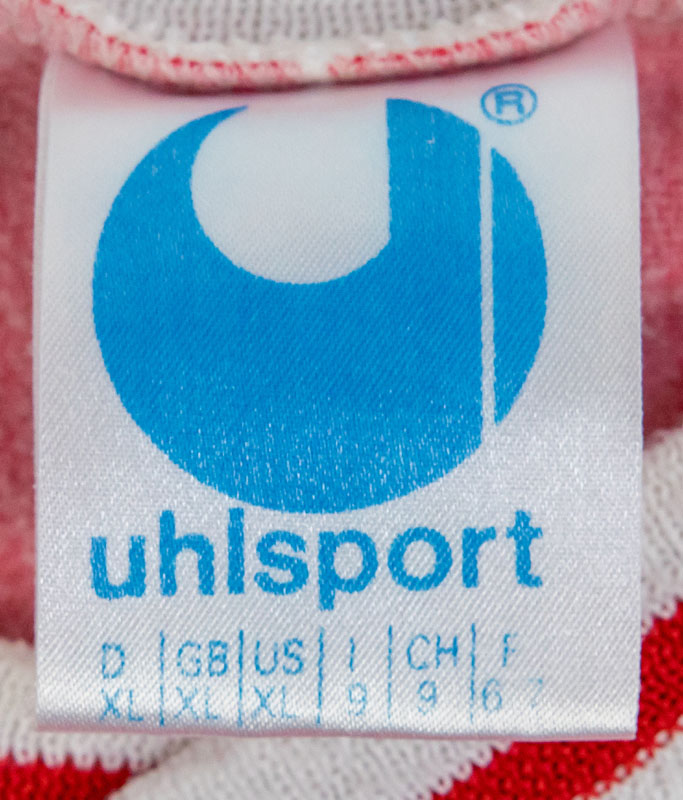 ®
uhlsport
D | GB | US | I | CH | F
XL | XL | XL | 9 | 9 | 6 7